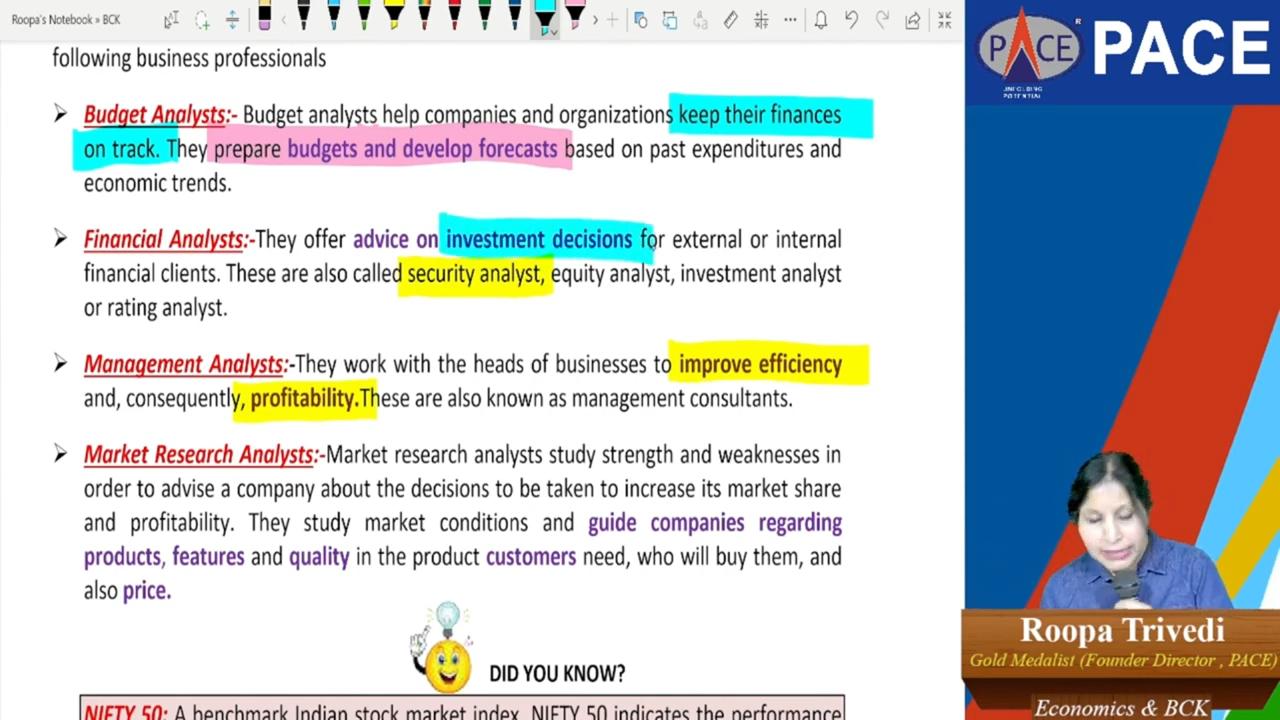 Roopa's Notebook » BCK
following business professionals
➢ Budget Analysts:- Budget analysts help companies and organizations keep their finances
on track. They prepare budgets and develop forecasts based on past expenditures and
economic trends.
➢ Financial Analysts:-They offer advice on investment decisions for external or internal
financial clients. These are also called security analyst, equity analyst, investment analyst
or rating analyst.
➢ Management Analysts:-They work with the heads of businesses to improve efficiency
and, consequently, profitability.These are also known as management consultants.
➢ Market Research Analysts:-Market research analysts study strength and weaknesses in
order to advise a company about the decisions to be taken to increase its market share
and profitability. They study market conditions and guide companies regarding
products, features and quality in the product customers need, who will buy them, and
also price.
DID YOU KNOW?
NIFTY 50: A benchmark Indian stock market index. NIFTY 50 indicates the performance
PACE
®
UNFOLDING
POTENTIAL
PACE
Roopa Trivedi
Gold Medalist (Founder Director , PACE)
Economics & BCK